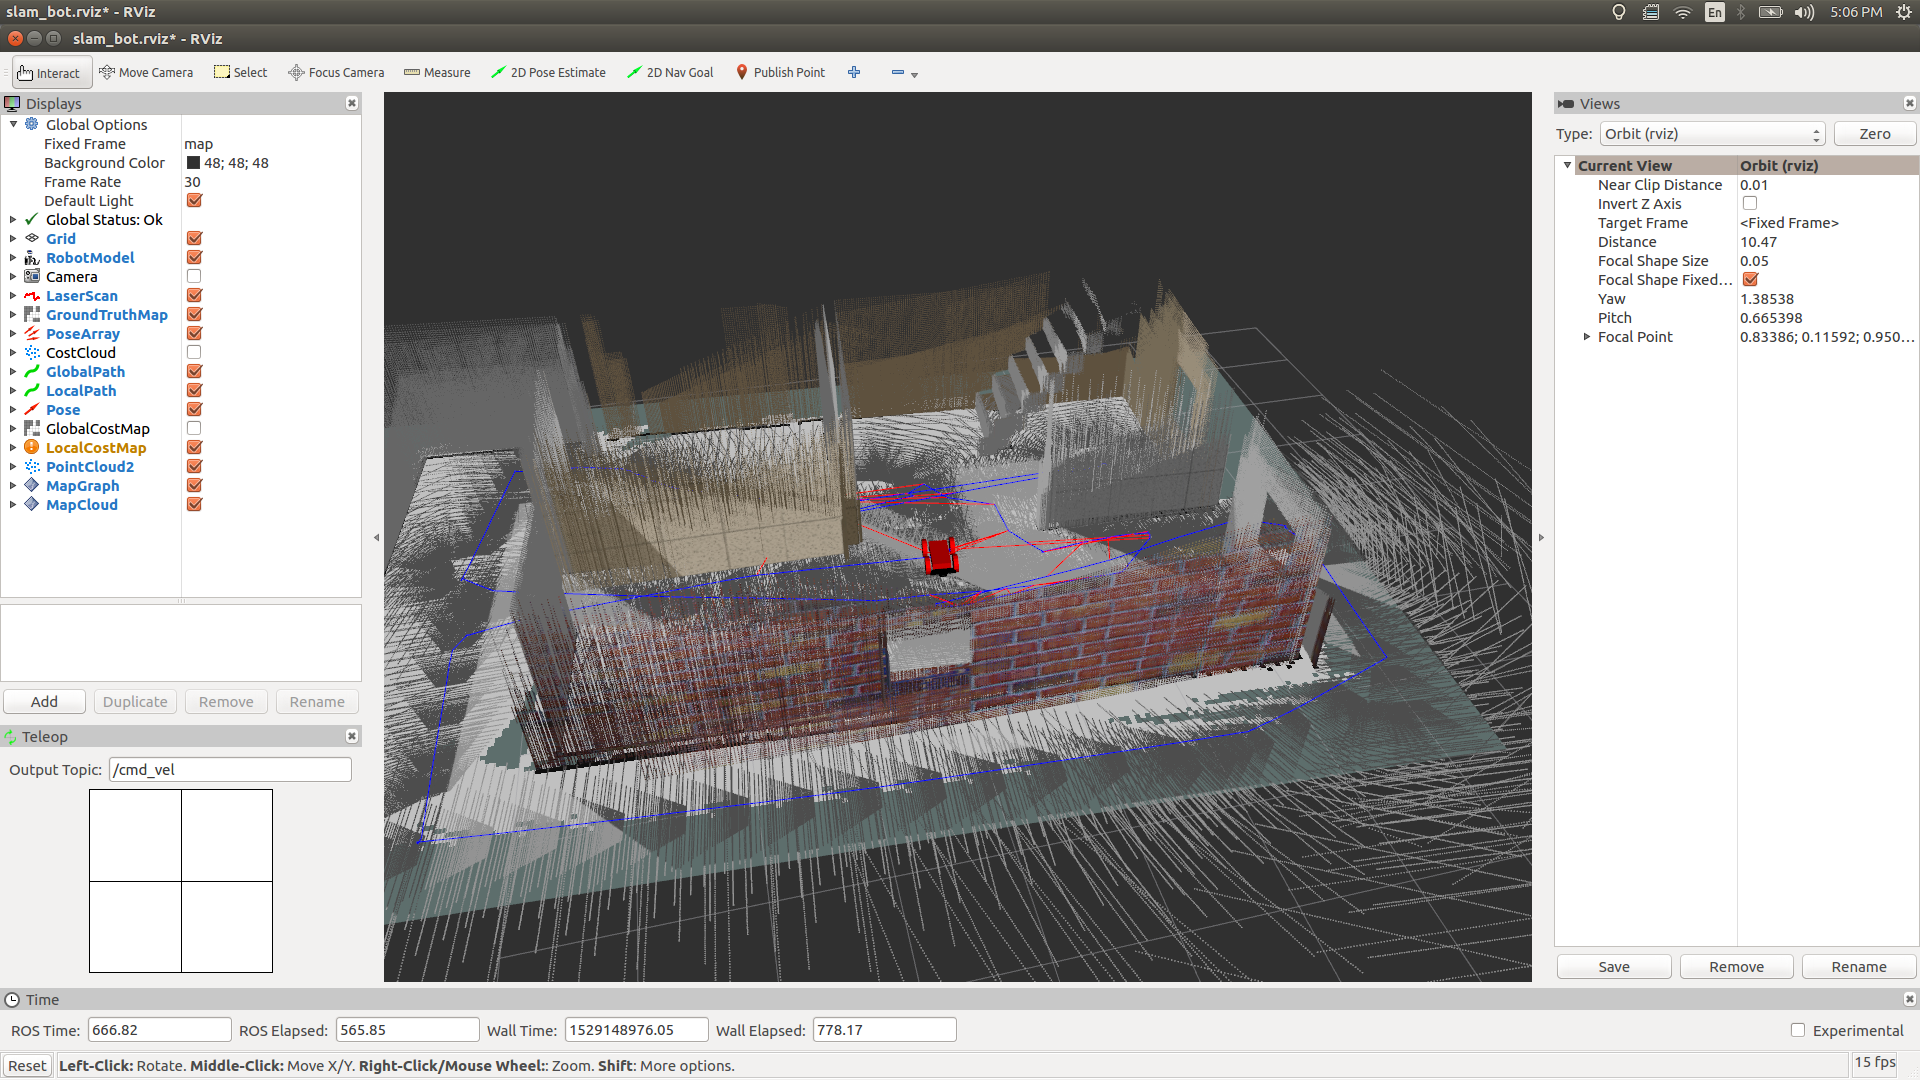 slam_bot.rviz* - RViz
En
5:06 PM
slam_bot.rviz* - RViz
Interact
Move Camera
Select
Focus Camera
Measure
2D Pose Estimate
2D Nav Goal
Publish Point
Displays
Global Options
Fixed Frame map
Background Color 48; 48; 48
Frame Rate 30
Default Light
Global Status: Ok
Grid
RobotModel
Camera
LaserScan
GroundTruthMap
PoseArray
CostCloud
GlobalPath
LocalPath
Pose
GlobalCostMap
LocalCostMap
PointCloud2
MapGraph
MapCloud
Add
Duplicate
Remove
Rename
Teleop
Output Topic: /cmd_vel
Views
Type: Orbit (rviz)
Zero
Current View Orbit (rviz)
Near Clip Distance 0.01
Invert Z Axis
Target Frame <Fixed Frame>
Distance 10.47
Focal Shape Size 0.05
Focal Shape Fixed...
Yaw 1.38538
Pitch 0.665398
Focal Point 0.83386; 0.11592; 0.950...
Save
Remove
Rename
Time
ROS Time: 666.82 ROS Elapsed: 565.85 Wall Time: 1529148976.05 Wall Elapsed: 778.17
Experimental
Reset
Left-Click: Rotate. Middle-Click: Move X/Y. Right-Click/Mouse Wheel:: Zoom. Shift: More options.
15 fps